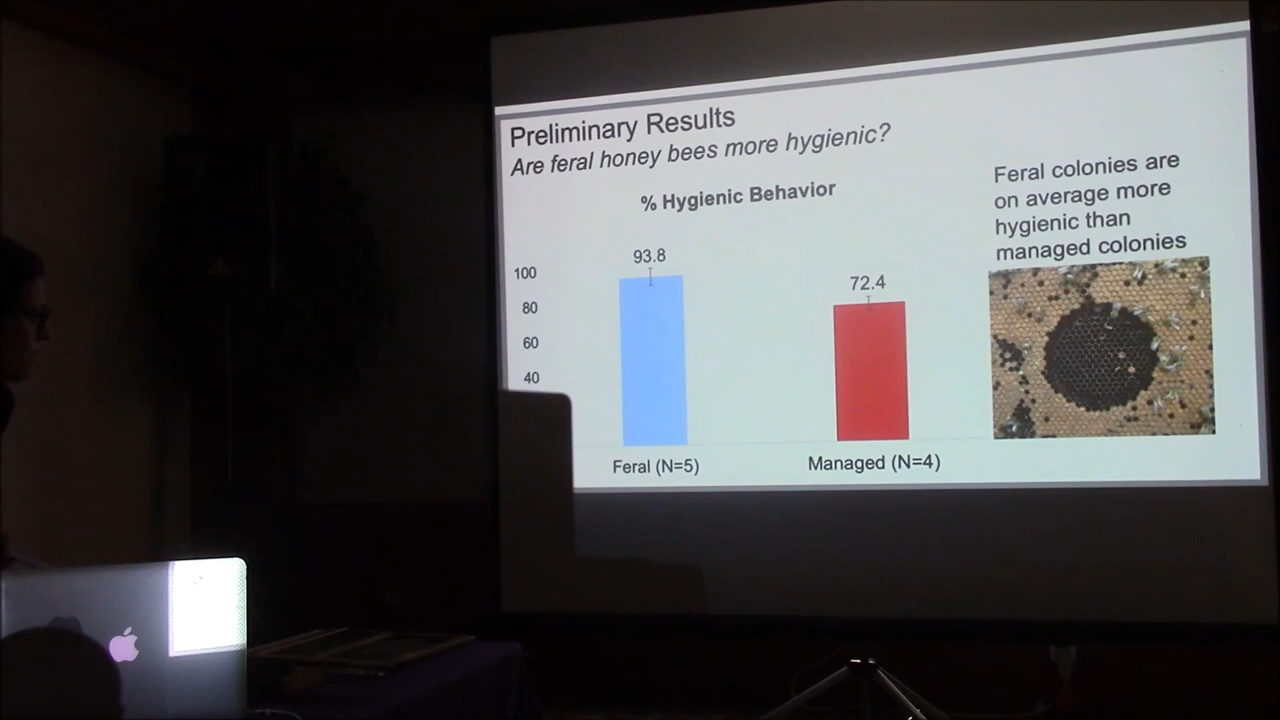 Preliminary Results
Are feral honey bees more hygienic?
% Hygienic Behavior
Feral colonies are
on average more
hygienic than
managed colonies
93.8
72.4
100
80
60
40
Feral (N=5)
Managed (N=4)